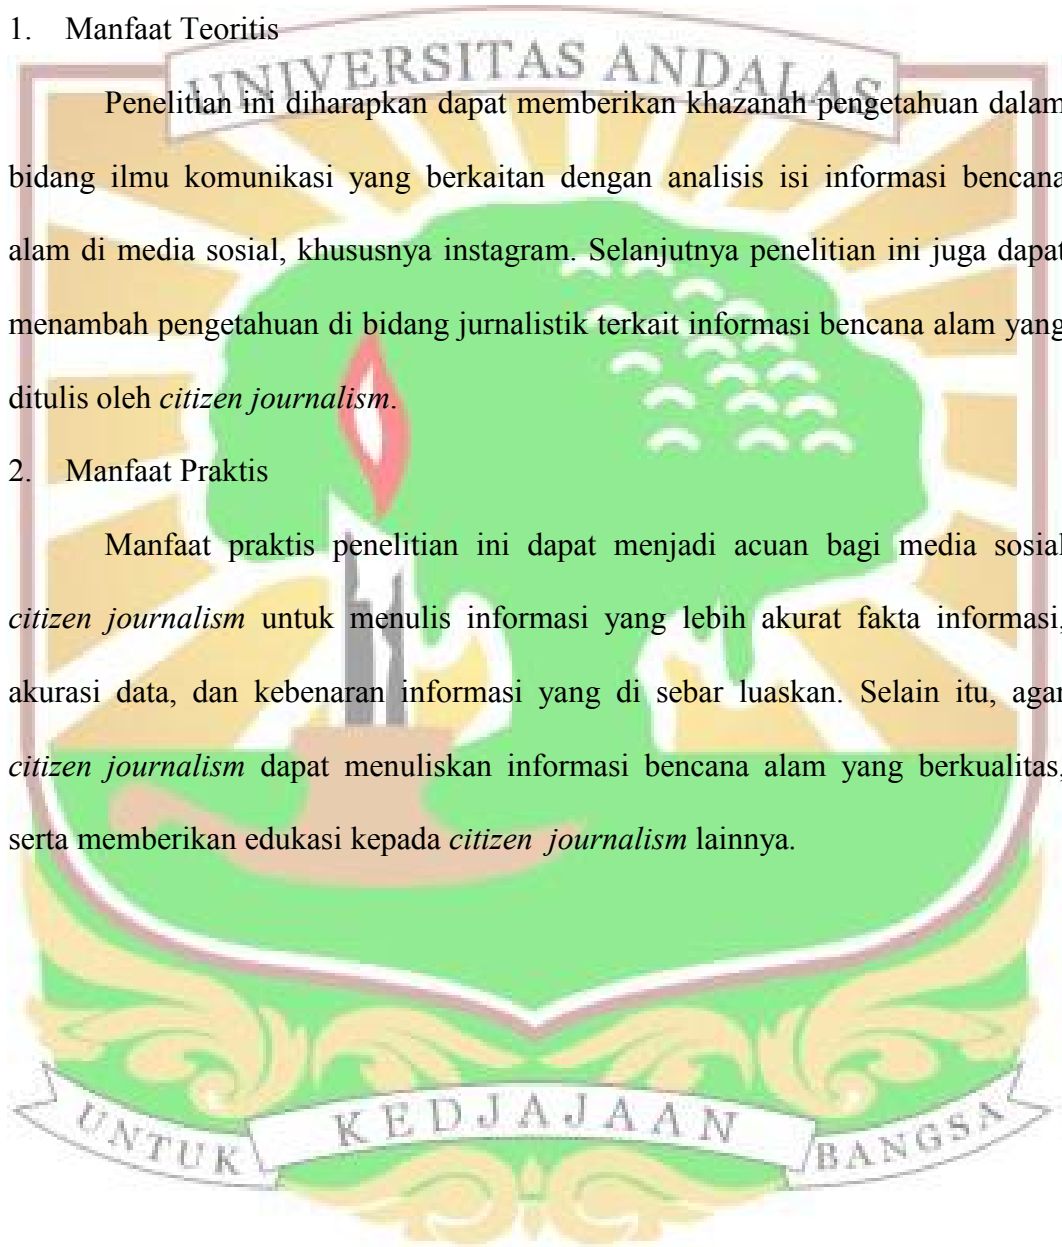 1. Manfaat Teoritis
UNIVERSITAS ANDALAS
Penelitian ini diharapkan dapat memberikan khazanah pengetahuan dalam
bidang ilmu komunikasi yang berkaitan dengan analisis isi informasi bencana
alam di media sosial, khususnya instagram. Selanjutnya penelitian ini juga dapat
menambah pengetahuan di bidang jurnalistik terkait informasi bencana alam yang
ditulis oleh citizen journalism.
2. Manfaat Praktis
Manfaat praktis penelitian ini dapat menjadi acuan bagi media sosial
citizen journalism untuk menulis informasi yang lebih akurat fakta informasi,
akurasi data, dan kebenaran informasi yang di sebar luaskan. Selain itu, agar
citizen journalism dapat menuliskan informasi bencana alam yang berkualitas,
serta memberikan edukasi kepada citizen journalism lainnya.
UNTUK KEDJAJAAN BANGSA